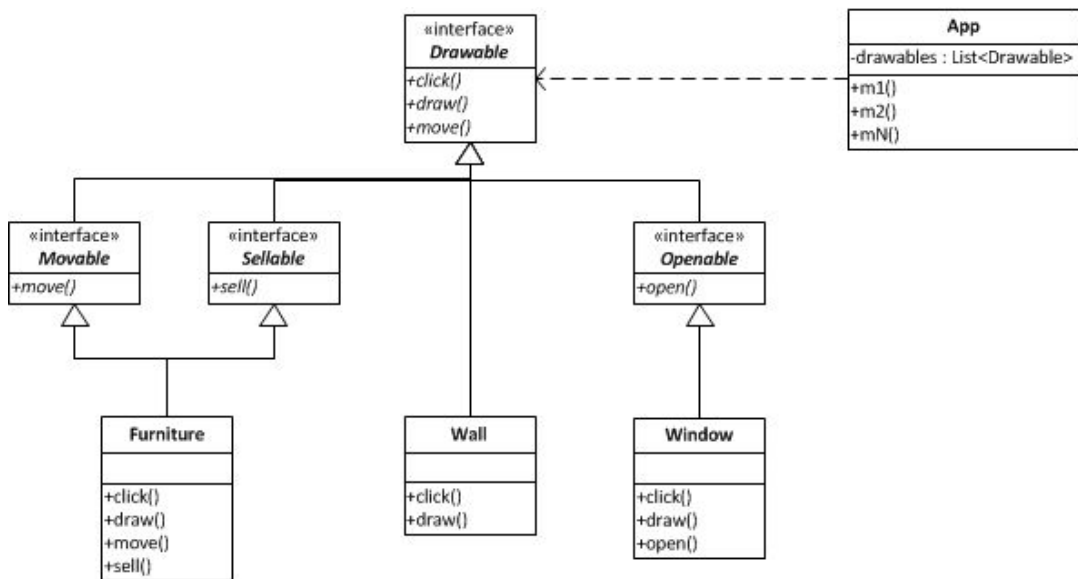 «interface»
Drawable
+click()
+draw()
+move()
App
-drawables : List<Drawable>
+m1()
+m2()
+mN()
«interface»
Movable
+move()
«interface»
Sellable
+sell()
«interface»
Openable
+open()
Furniture
+click()
+draw()
+move()
+sell()
Wall
+click()
+draw()
Window
+click()
+draw()
+open()